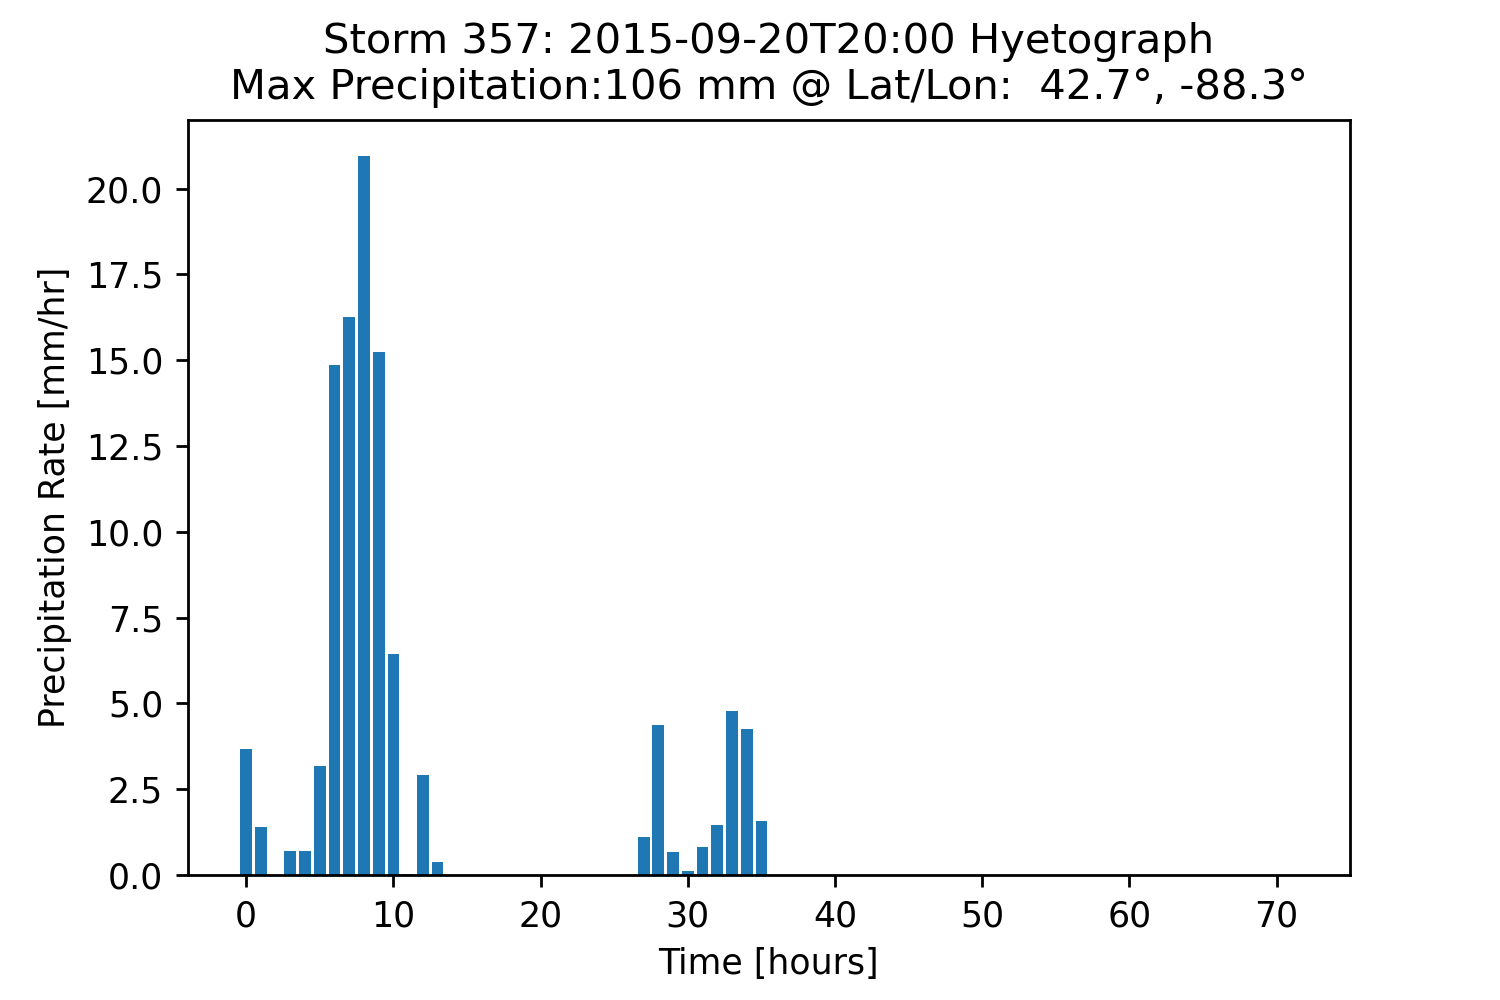 Storm 357: 2015-09-20T20:00 Hyetograph
Max Precipitation:106 mm @ Lat/Lon:  42.7°, -88.3°
Precipitation Rate [mm/hr]
20.0
17.5
15.0
12.5
10.0
7.5
5.0
2.5
0.0
0 10 20 30 40 50 60 70
Time [hours]